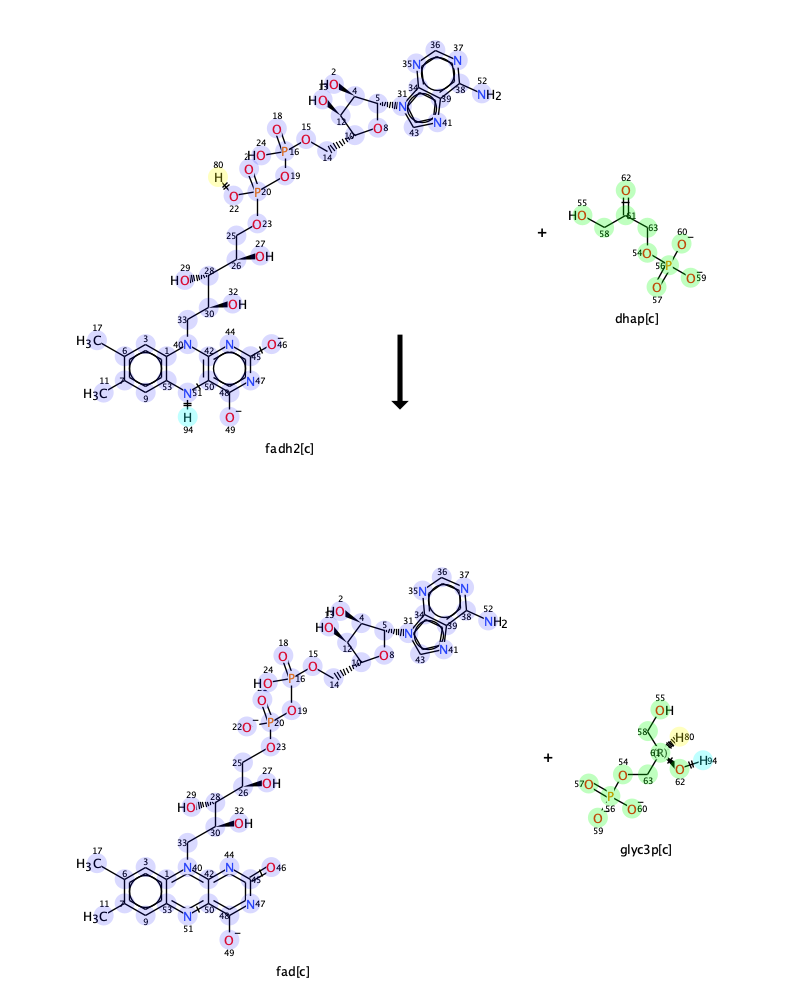 36
35 N N 37
2 34 52
HO 4 5 31 N 38 NH2
HO 39
18 12 O 8 N 41
O 15 10 43
24 O 14
HO P 16
80 O
H P 20 O 19
O
22 O 23
25
27
29 28 26 OH
HO 32
30 OH
33
17 3 40 N 44
H3C 1 42 N O− 46
6 45
11 7 N 47
H3C 53 50 48
9 N 51
H O−
94 49
fadh2[c]
+
62
O
55 61
HO 63
58 60
54 O O−
56 P O− 59
O
57
dhap[c]
36
35 N N 37
2 34 52
HO 4 5 31 N 38 NH2
HO 39
18 12 O 8 N 41
O 15 10 43
24 O 14
HO P 16
O O 19
22 O− P 20
O 23
25
27
29 28 26 OH
HO 32
30 OH
33
17 3 N 40 44
H3C 1 42 N O 46
6 45
11 7 N 47
H3C 53 50 48
9 N
51 O−
49
fad[c]
+
55
OH
58 H 80
(R) H 94
54 O
57 O O 63 62
P 56 O− 60
O
59
glyc3p[c]